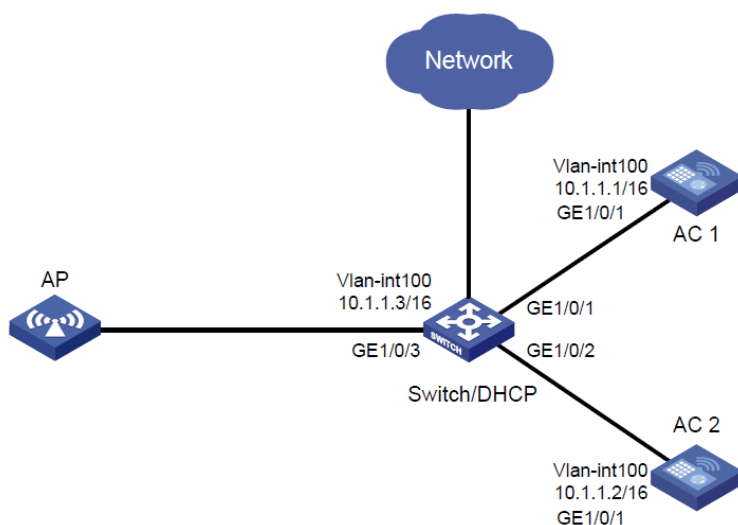 Network
Vlan-int100
10.1.1.1/16
GE1/0/1
AC 1
AP
Vlan-int100
10.1.1.3/16
GE1/0/1
GE1/0/3
GE1/0/2
SWITCH
Switch/DHCP
AC 2
Vlan-int100
10.1.1.2/16
GE1/0/1